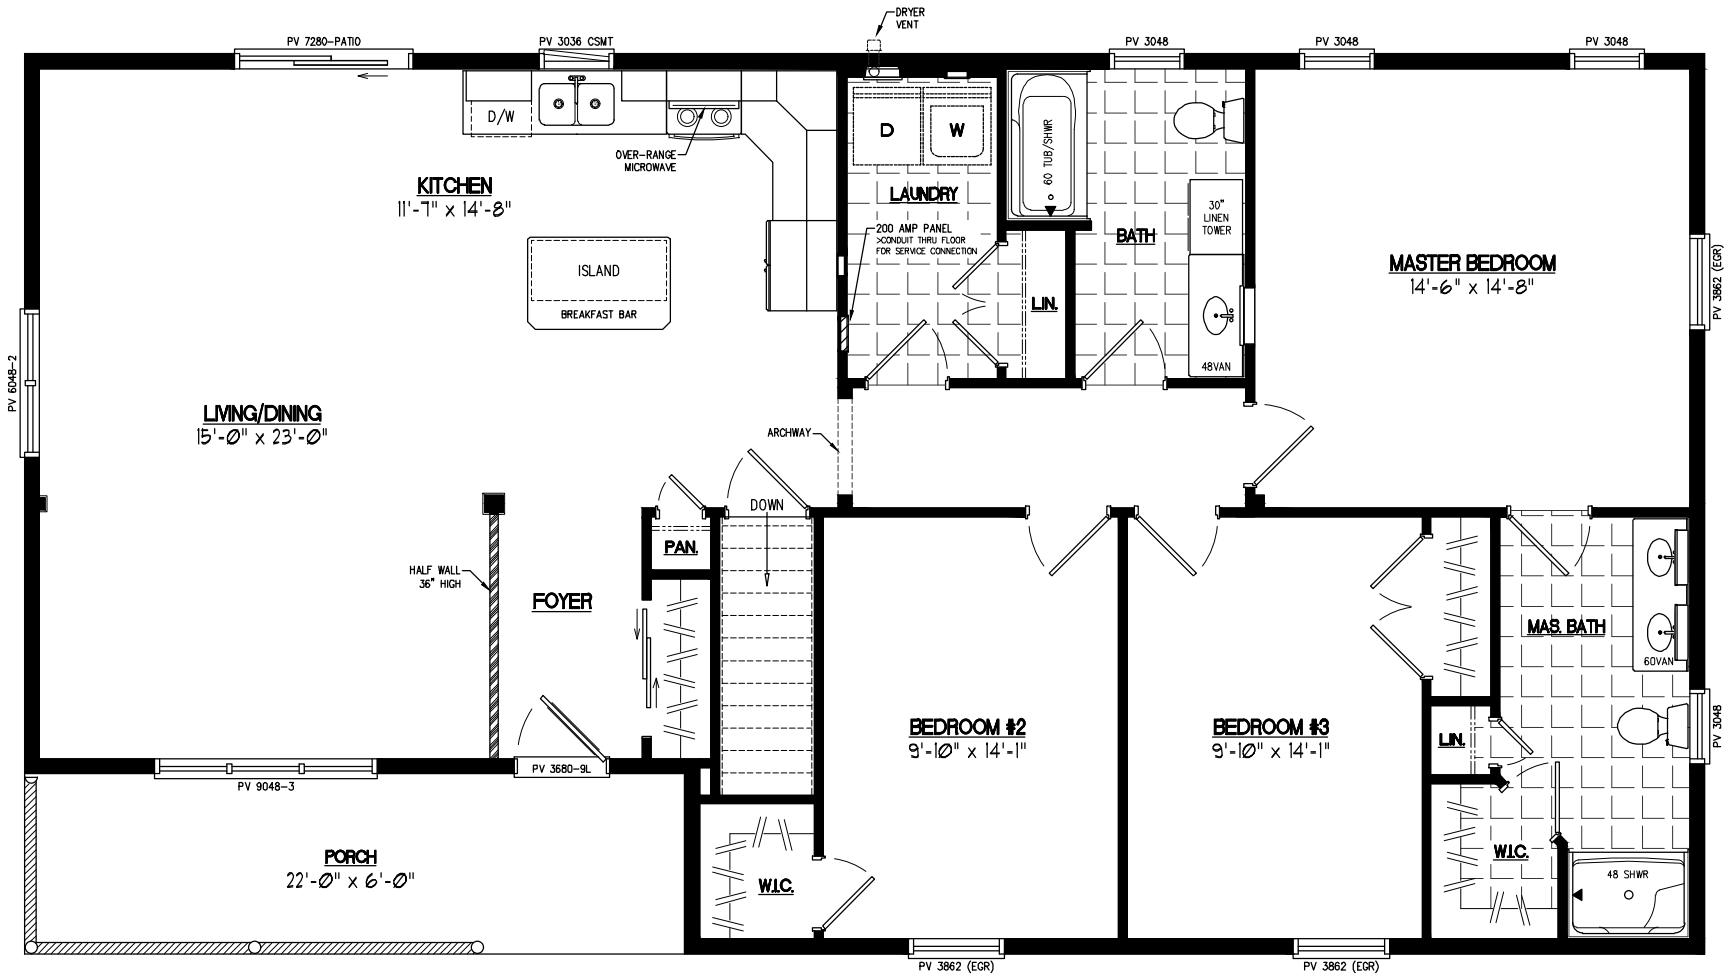 DRYER
VENT
PV 7280-PATIO
PV 3036 CSMT
PV 3048
PV 3048
PV 3048
D/W
OVER-RANGE
MICROWAVE
KITCHEN
11'-7" x 14'-8"
ISLAND
BREAKFAST BAR
D
W
LAUNDRY
200 AMP PANEL
>CONDUIT THRU FLOOR
FOR SERVICE CONNECTION
60 TUB/SHWR
LIN.
BATH
30"
LINEN
TOWER
48VAN
MASTER BEDROOM
14'-6" x 14'-8"
PV 3862 (EGR)
PV 6048-2
LIVING/DINING
15'-0" x 23'-0"
ARCHWAY
DOWN
PAN.
HALF WALL
36" HIGH
FOYER
MAS. BATH
60VAN
BEDROOM #2
9'-10" x 14'-1"
BEDROOM #3
9'-10" x 14'-1"
LIN.
PV 3048
PV 9048-3
PV 3680-9L
PORCH
22'-0" x 6'-0"
W.I.C.
W.I.C.
48 SHWR
PV 3862 (EGR)
PV 3862 (EGR)